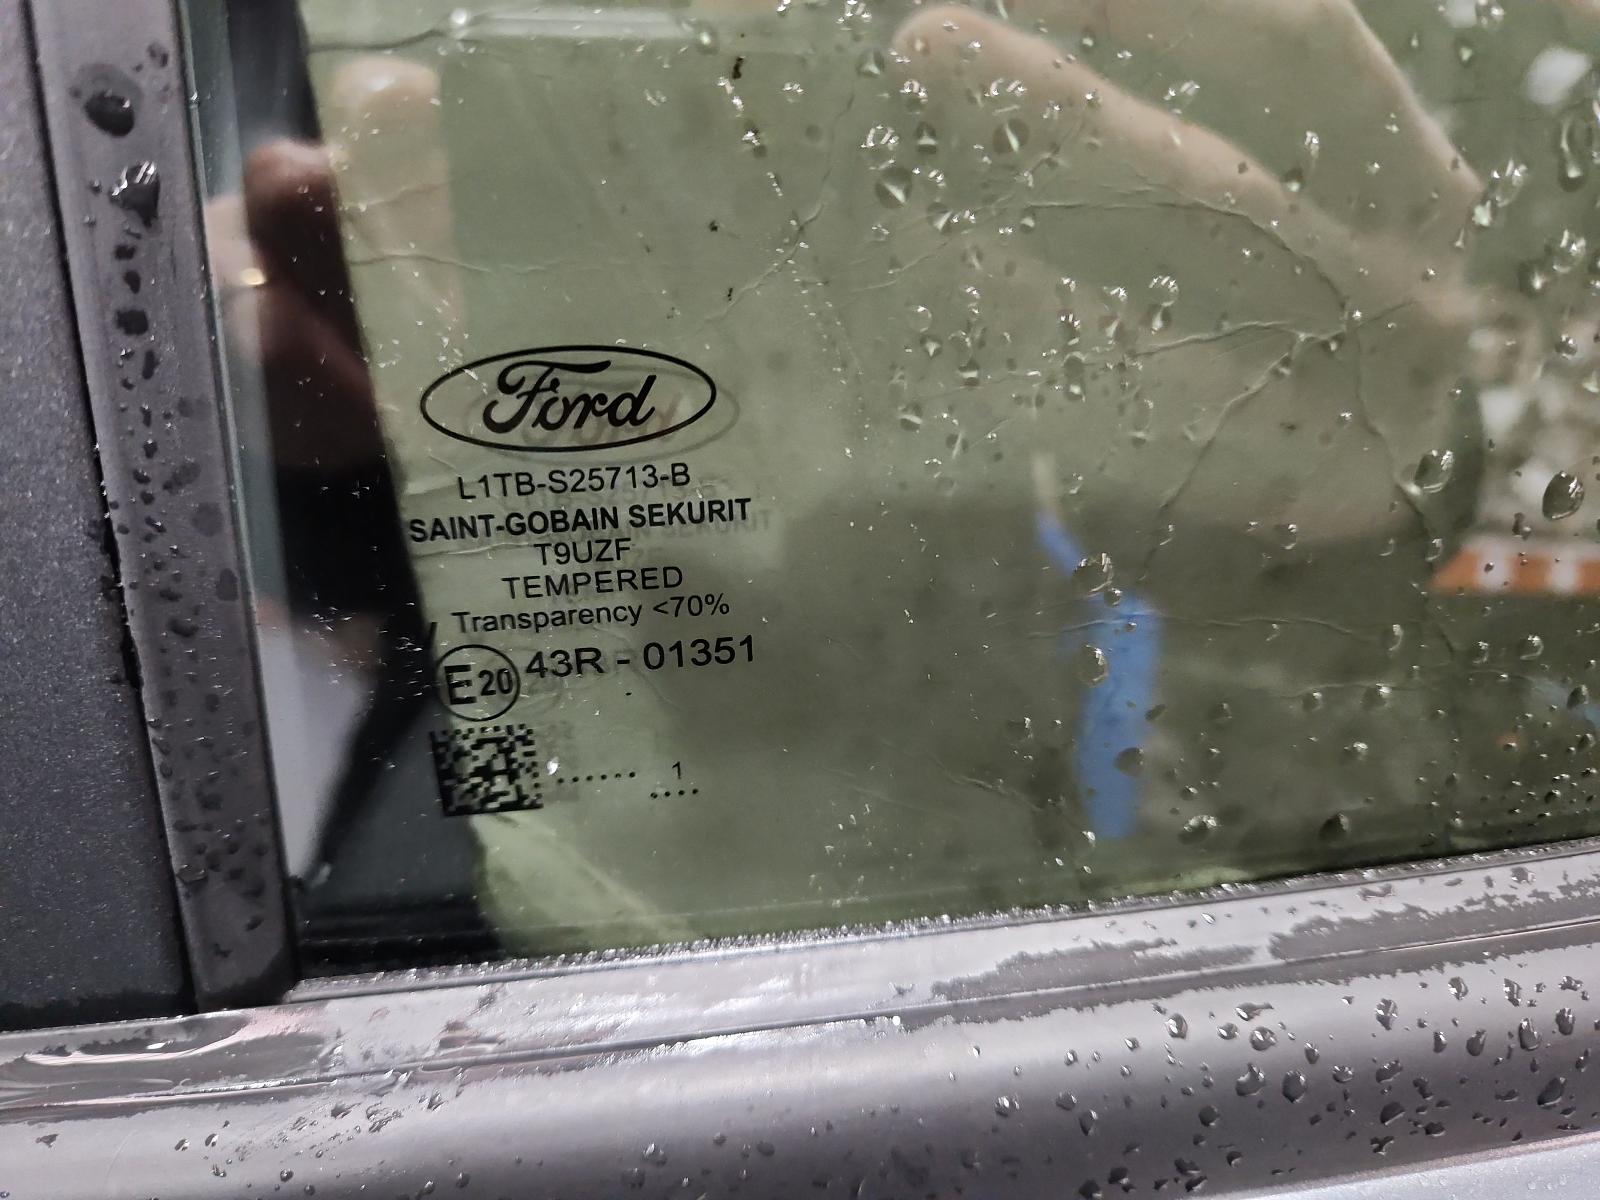 Ford
L1TB-S25713-B
SAINT-GOBAIN SEKURIT
T9UZF
TEMPERED
Transparency <70%
E20 43R - 01351
...... 1
....